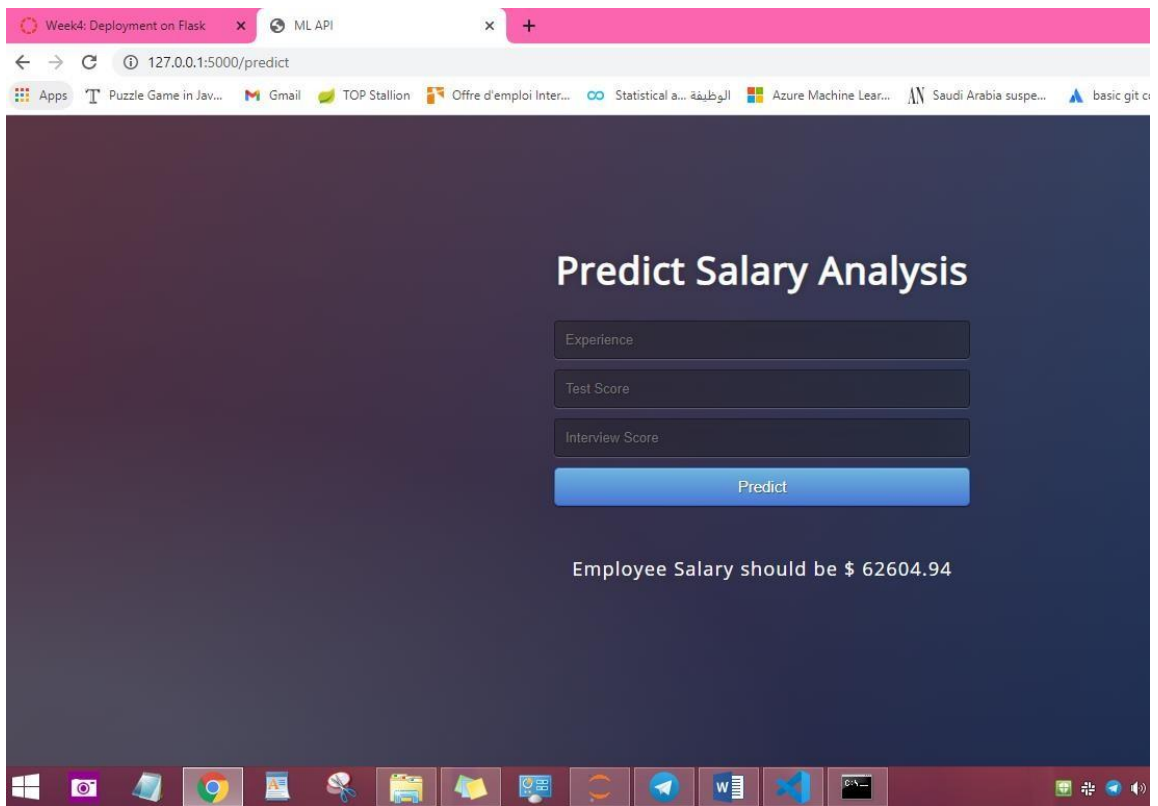 Week4: Deployment on Flask
ML API
127.0.0.1:5000/predict
Apps Puzzle Game in Jav... Gmail TOP Stallion Offre d'emploi Inter... Statistical a... الوظيفة Azure Machine Lear... Saudi Arabia suspe... basic git c
Predict Salary Analysis
Experience
Test Score
Interview Score
Predict
Employee Salary should be $ 62604.94